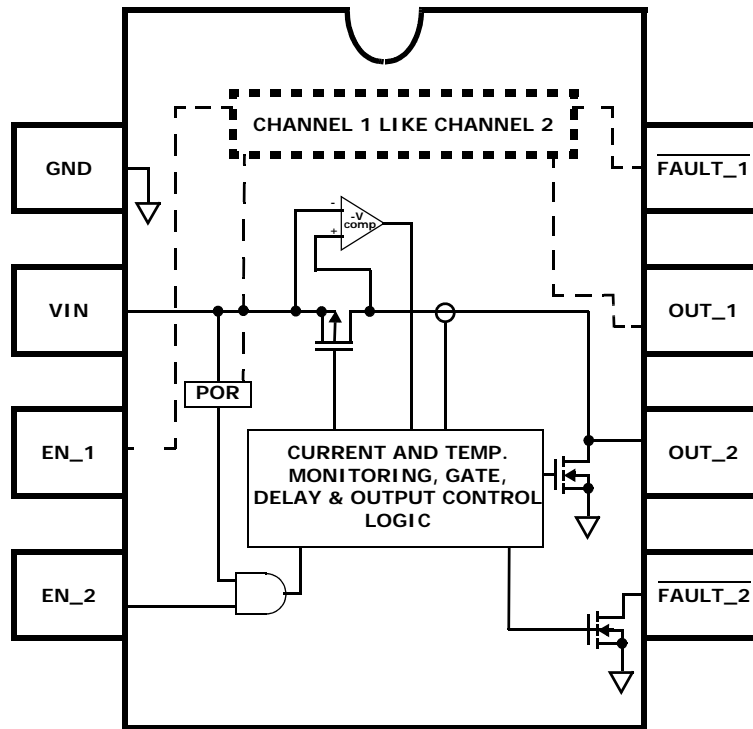 CHANNEL 1 LIKE CHANNEL 2
GND
FAULT_1
-
-V
comp
+
VIN
OUT_1
POR
EN_1
OUT_2
CURRENT AND TEMP.
MONITORING, GATE,
DELAY & OUTPUT CONTROL
LOGIC
EN_2
FAULT_2